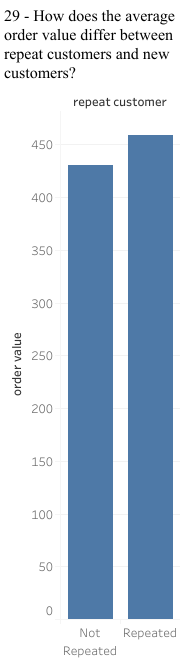 29 - How does the average
order value differ between
repeat customers and new
customers?
repeat customer
450
400
350
300
250
200
150
100
50
0
order value
Not
Repeated
Repeated